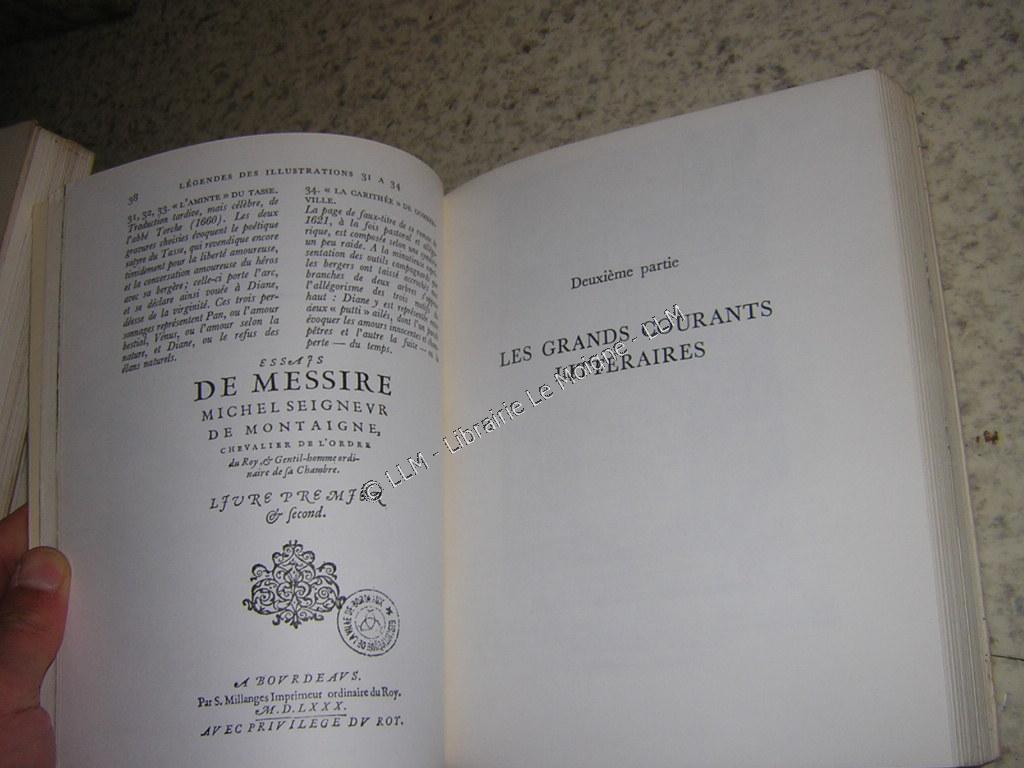 38
LÉGENDES DES ILLUSTRATIONS 31 A 34
31, 32, 33. « L'AMINTE » DU TASSE.
Traduction tardive, mais célèbre, de
l'abbé Torche (1660). Les deux
gravures choisies évoquent le poétique
satyre du Tasse, qui revendique encore
timidement pour la liberté amoureuse,
et la conversation amoureuse du héros
avec sa bergère ; celle-ci porte l'arc,
et se déclare ainsi vouée à Diane,
déesse de la virginité. Ces trois per-
sonnages représentent Pan, ou l'amour
bestial, Vénus, ou l'amour selon la
nature, et Diane, ou le refus des
élans naturels.
34. « LA CARITHÉE » DE
VILLE.
La page de faux-titre de ce roman de
1621, à la fois pastoral et
rique, est composée selon une
un peu raide. A la minutieuse
sentation des outils campagnards
les bergers ont laissé accrochés aux
branches de deux arbres
l'allégorisme des trois motifs du
haut : Diane y est représentée
deux « putti » ailés, dont l'un
évoquer les amours innocentes et
pêtres et l'autre la fuite —
perte — du temps.
ESSAIS
DE MESSIRE
MICHEL SEIGNEVR
DE MONTAIGNE,
CHEVALIER DE L'ORDRE
du Roy, & Gentil-homme ordi-
naire de sa Chambre.
LIVRE PREMIER
& second.
A BOVRDEAVS.
Par S. Millanges Imprimeur ordinaire du Roy.
M.D.LXXX.
AVEC PRIVILEGE DV ROY.
Deuxième partie
LES GRANDS COURANTS
LITTÉRAIRES
© LLM - Librairie Le Moigne - LLM